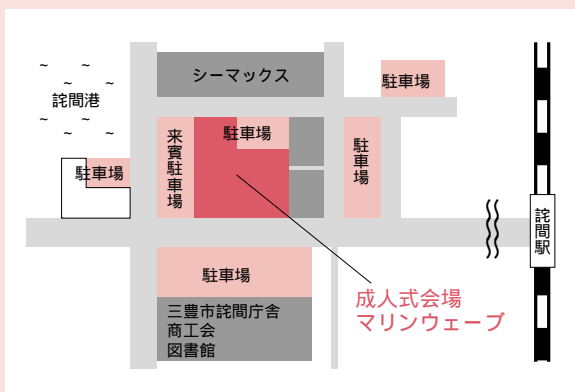 シーマックス
駐車場
詫間港
駐車場
来賓駐車場
駐車場
駐車場
詫間駅
駐車場
成人式会場
マリンウェーブ
三豊市詫間庁舎
商工会
図書館